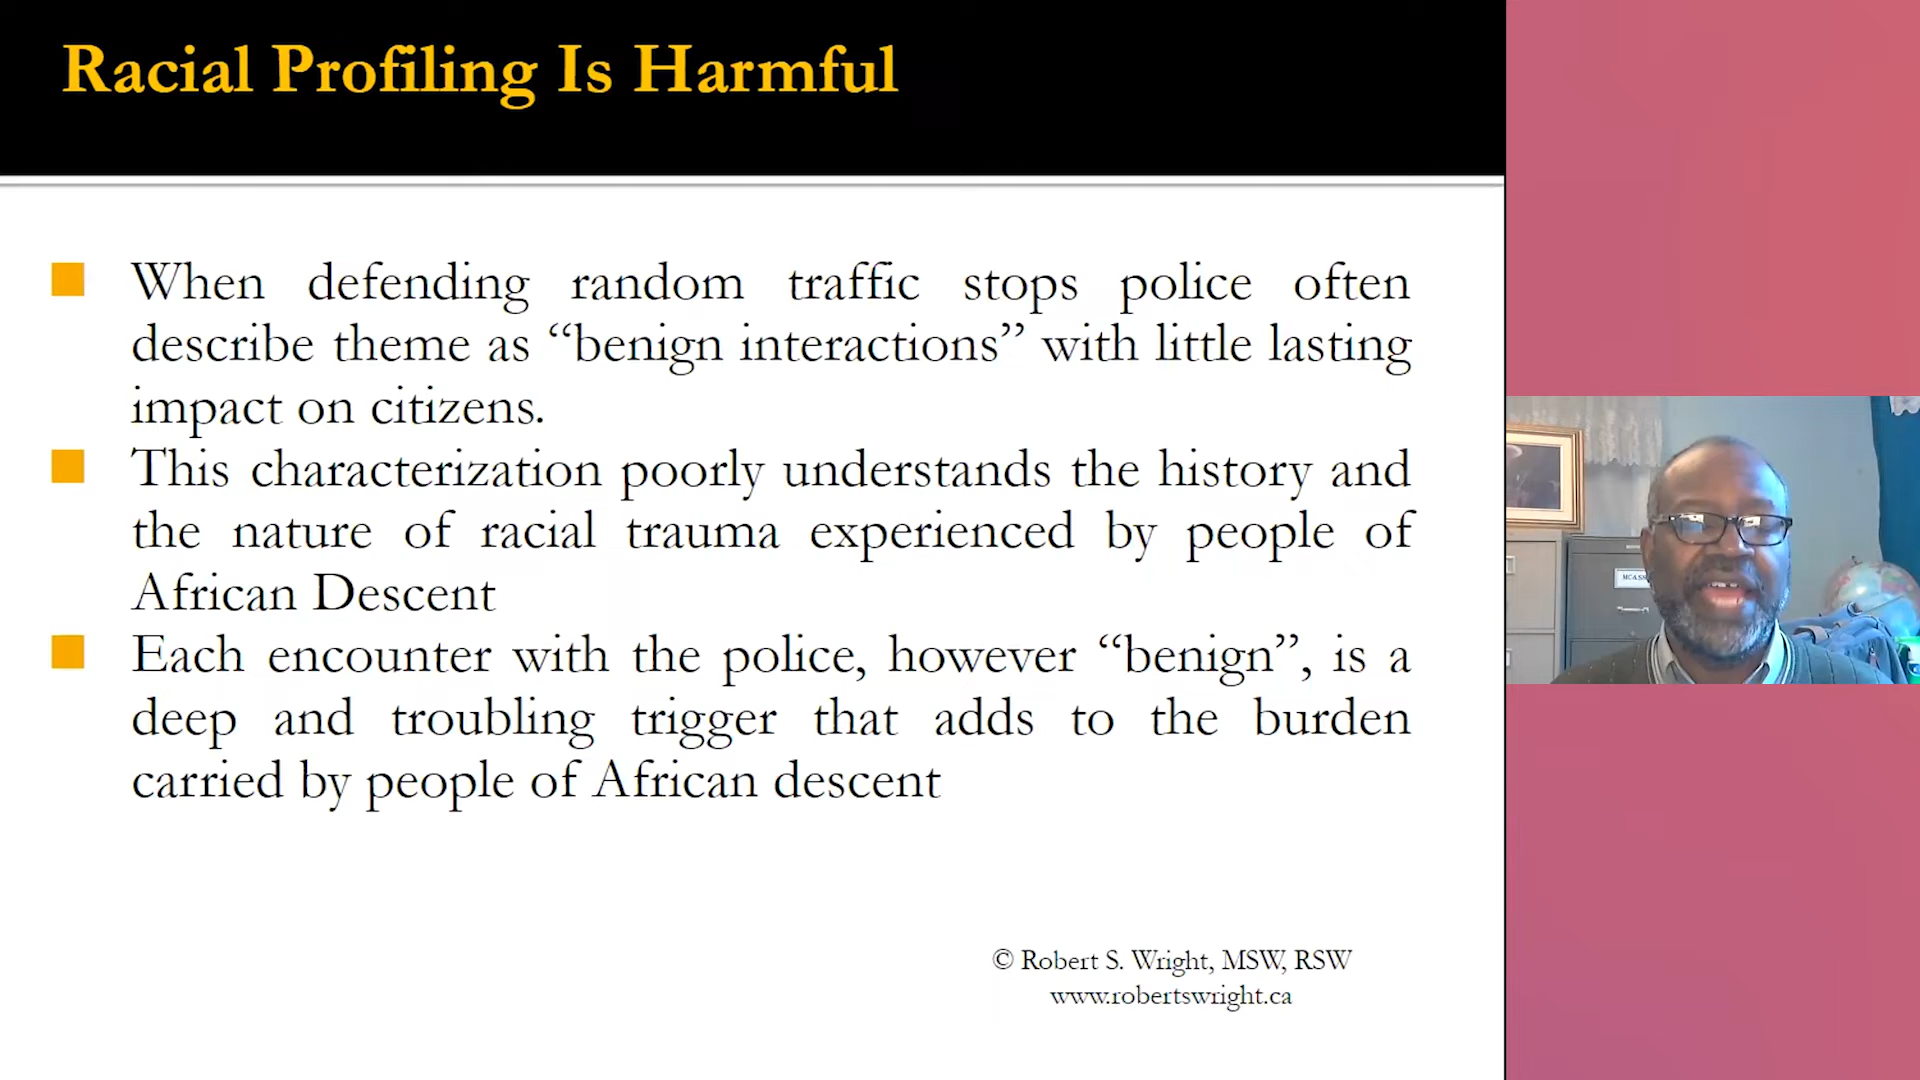 Racial Profiling Is Harmful
When defending random traffic stops police often
describe theme as “benign interactions” with little lasting
impact on citizens.
This characterization poorly understands the history and
the nature of racial trauma experienced by people of
African Descent
Each encounter with the police, however “benign”, is a
deep and troubling trigger that adds to the burden
carried by people of African descent
© Robert S. Wright, MSW, RSW
www.robertswright.ca